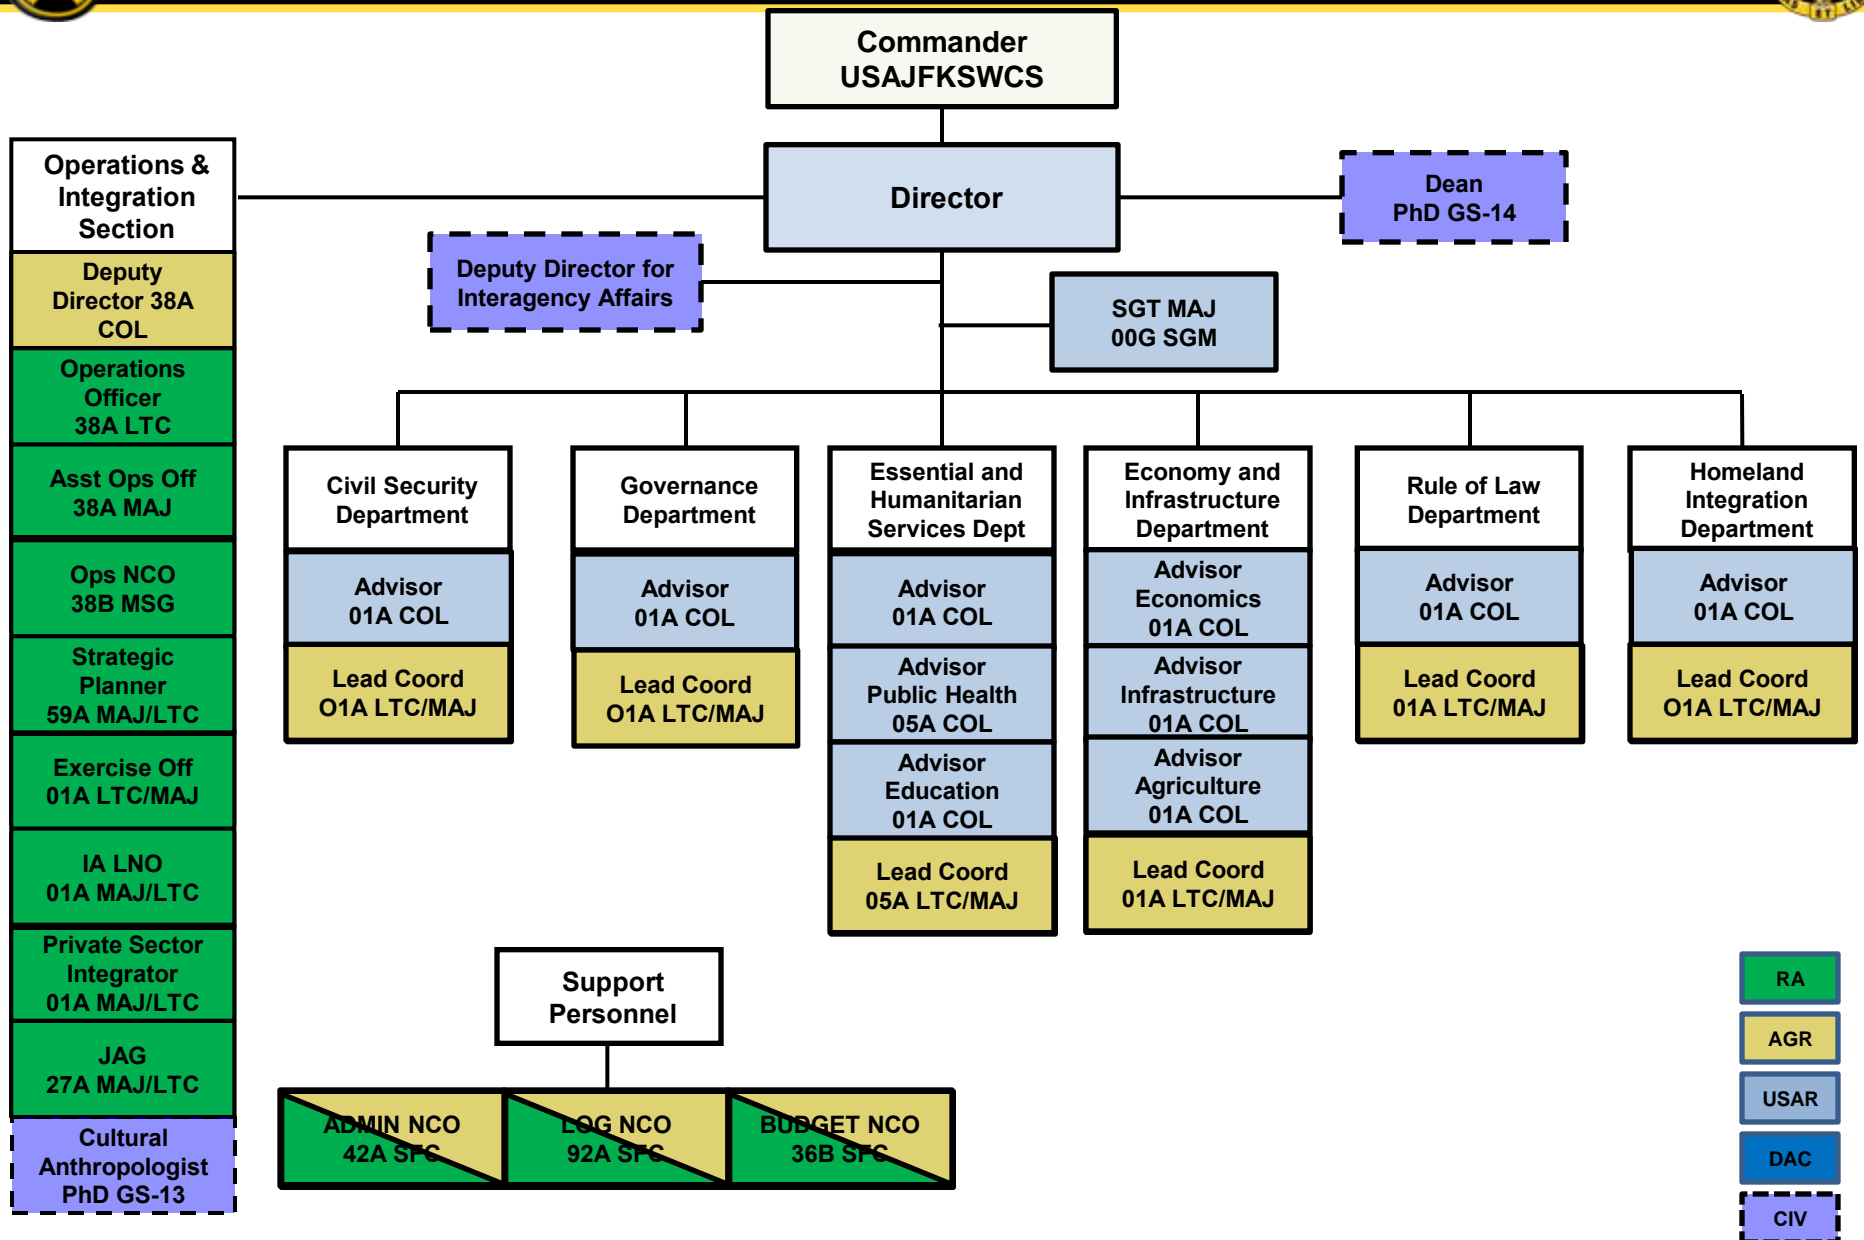 Commander
USAJFKSWCS
Director
Dean
PhD GS-14
Deputy Director for
Interagency Affairs
SGT MAJ
00G SGM
Operations &
Integration
Section
Deputy
Director 38A
COL
Operations
Officer
38A LTC
Asst Ops Off
38A MAJ
Ops NCO
38B MSG
Strategic
Planner
59A MAJ/LTC
Exercise Off
01A LTC/MAJ
IA LNO
01A MAJ/LTC
Private Sector
Integrator
01A MAJ/LTC
JAG
27A MAJ/LTC
Cultural
Anthropologist
PhD GS-13
Civil Security
Department
Advisor
01A COL
Lead Coord
O1A LTC/MAJ
Governance
Department
Advisor
01A COL
Lead Coord
O1A LTC/MAJ
Essential and
Humanitarian
Services Dept
Advisor
01A COL
Advisor
Public Health
05A COL
Advisor
Education
01A COL
Lead Coord
05A LTC/MAJ
Economy and
Infrastructure
Department
Advisor
Economics
01A COL
Advisor
Infrastructure
01A COL
Advisor
Agriculture
01A COL
Lead Coord
01A LTC/MAJ
Rule of Law
Department
Advisor
01A COL
Lead Coord
01A LTC/MAJ
Homeland
Integration
Department
Advisor
01A COL
Lead Coord
O1A LTC/MAJ
Support
Personnel
ADMIN NCO
42A SFC
LOG NCO
92A SFC
BUDGET NCO
36B SFC
RA
AGR
USAR
DAC
CIV